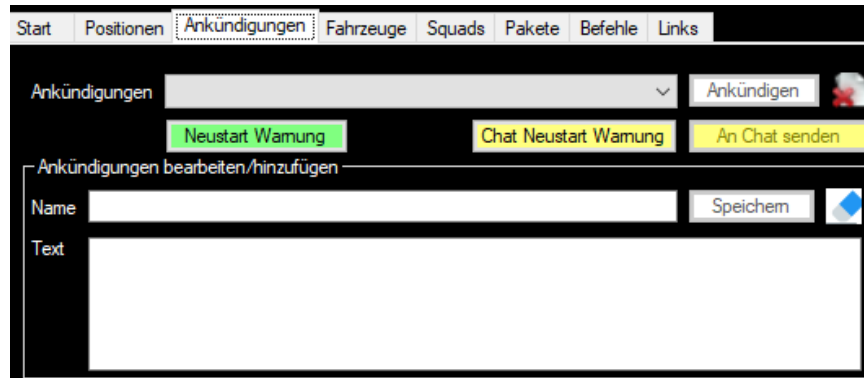 Start Positionen Ankündigungen Fahrzeuge Squads Pakete Befehle Links
Ankündigungen Ankündigen
Neustart Warnung Chat Neustart Warnung An Chat senden
Ankündigungen bearbeiten/hinzufügen
Name Speichern
Text